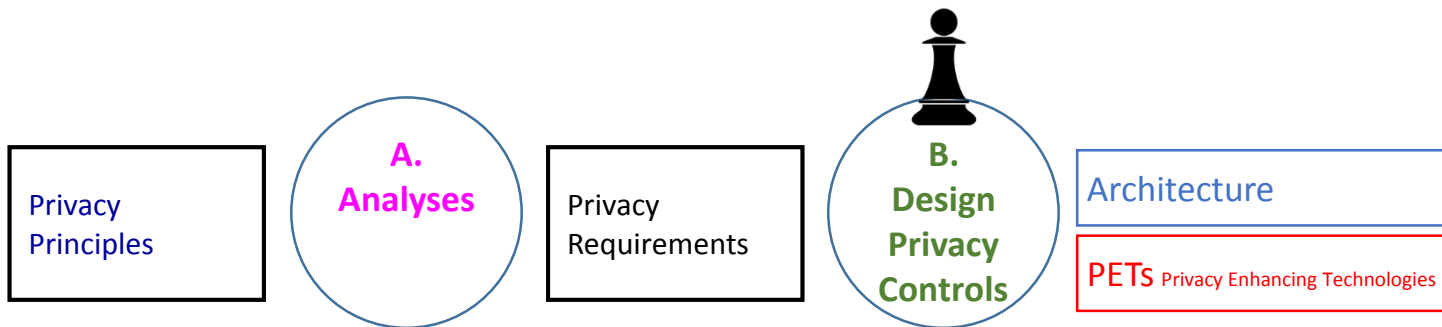 Privacy
Principles
A.
Analyses
Privacy
Requirements
B.
Design
Privacy
Controls
Architecture
PETs Privacy Enhancing Technologies